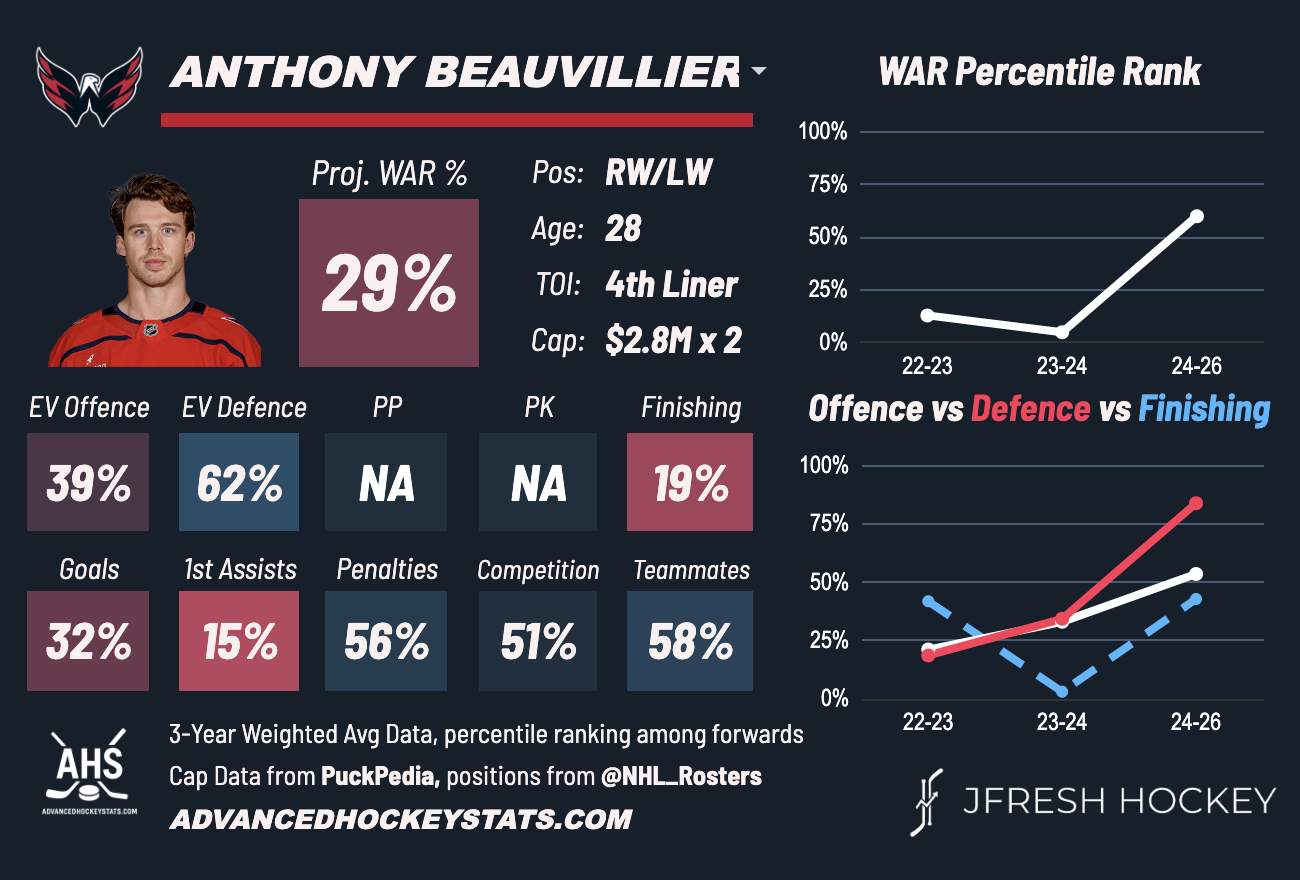 ANTHONY BEAUVILLIER
Proj. WAR %
29%
Pos: RW/LW
Age: 28
TOI: 4th Liner
Cap: $2.8M x 2
EV Offence EV Defence PP PK Finishing
39% 62% NA NA 19%
Goals 1st Assists Penalties Competition Teammates
32% 15% 56% 51% 58%
WAR Percentile Rank
100%
75%
50%
25%
0%
22-23 23-24 24-26
Offence vs Defence vs Finishing
100%
75%
50%
25%
0%
22-23 23-24 24-26
AHS
ADVANCEDHOCKEYSTATS.COM
3-Year Weighted Avg Data, percentile ranking among forwards
Cap Data from PuckPedia, positions from @NHL_Rosters
ADVANCEDHOCKEYSTATS.COM
JFRESH HOCKEY